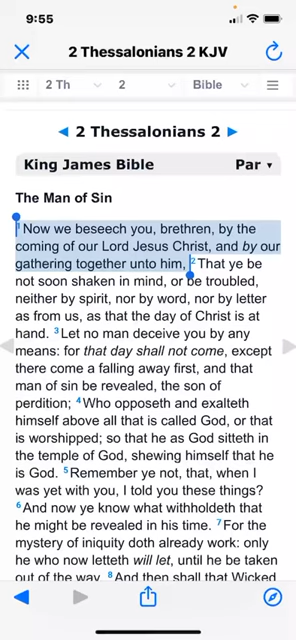 9:55
2 Thessalonians 2 KJV
2 Th 2 Bible
2 Thessalonians 2
King James Bible Par
The Man of Sin
1 Now we beseech you, brethren, by the
coming of our Lord Jesus Christ, and by our
gathering together unto him, 2 That ye be
not soon shaken in mind, or be troubled,
neither by spirit, nor by word, nor by letter
as from us, as that the day of Christ is at
hand. 3 Let no man deceive you by any
means: for that day shall not come, except
there come a falling away first, and that
man of sin be revealed, the son of
perdition; 4 Who opposeth and exalteth
himself above all that is called God, or that
is worshipped; so that he as God sitteth in
the temple of God, shewing himself that he
is God. 5 Remember ye not, that, when I
was yet with you, I told you these things?
6 And now ye know what withholdeth that
he might be revealed in his time. 7 For the
mystery of iniquity doth already work: only
he who now letteth will let, until he be taken
out of the way. 8 And then shall that Wicked